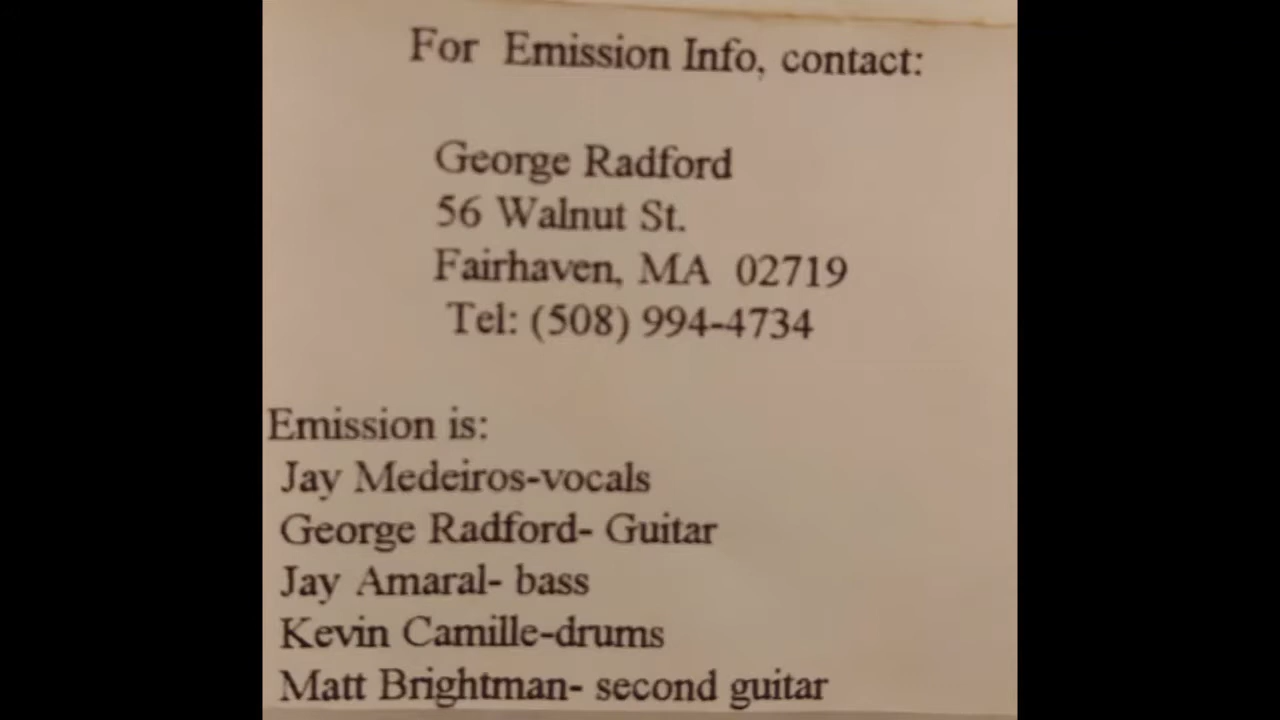 For Emission Info, contact:
George Radford
56 Walnut St.
Fairhaven, MA 02719
Tel: (508) 994-4734
Emission is:
Jay Medeiros-vocals
George Radford- Guitar
Jay Amaral- bass
Kevin Camille-drums
Matt Brightman- second guitar